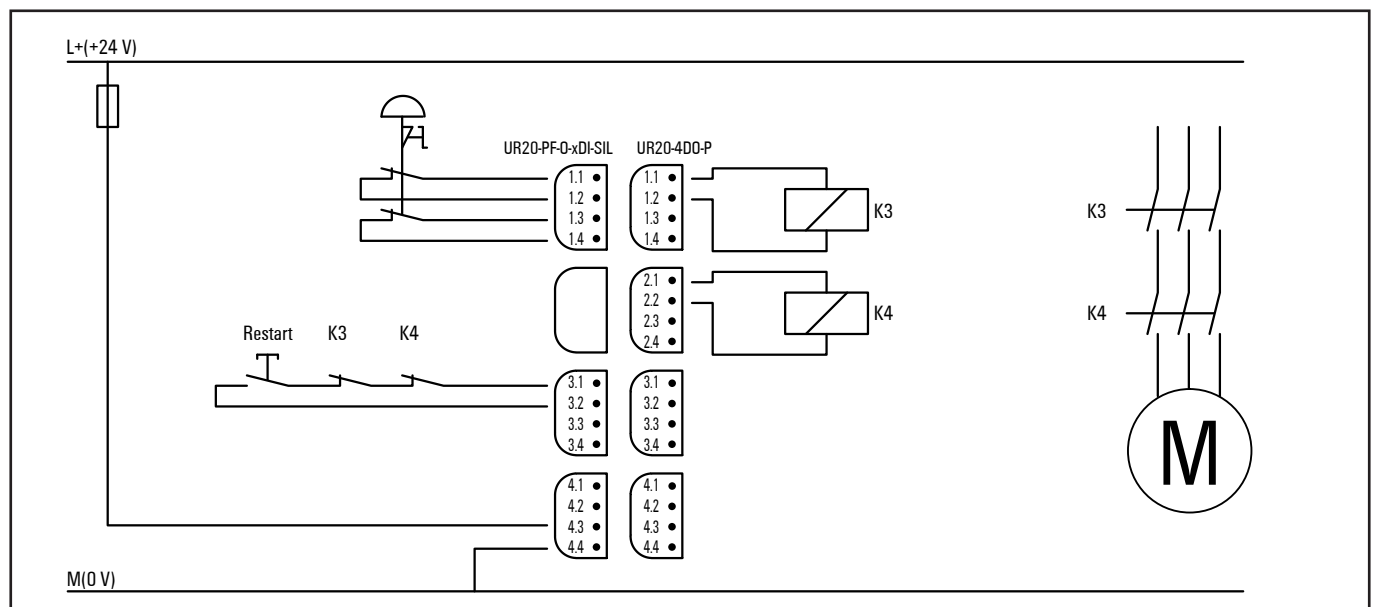 L+(+24 V)
UR20-PF-O-xDI-SIL UR20-4DO-P
1.1 1.1
1.2 1.2
1.3 1.3
1.4 1.4
K3
K3
2.1
2.2
2.3
2.4
K4
K4
Restart K3 K4
3.1 3.1
3.2 3.2
3.3 3.3
3.4 3.4
M
4.1 4.1
4.2 4.2
4.3 4.3
4.4 4.4
M(0 V)